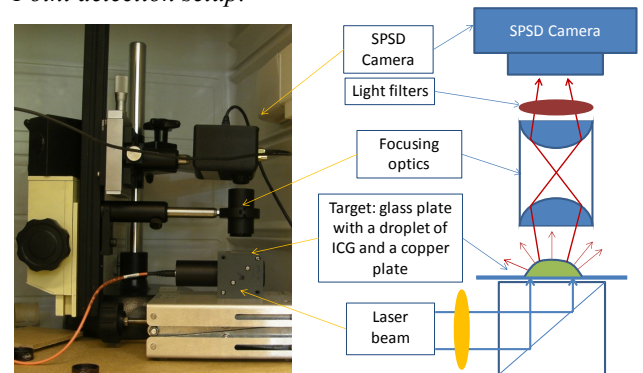 Point detection setup:
SPSD Camera
SPSD
Camera
Light filters
Focusing
optics
Target: glass plate
with a droplet of
ICG and a copper
plate
Laser
beam